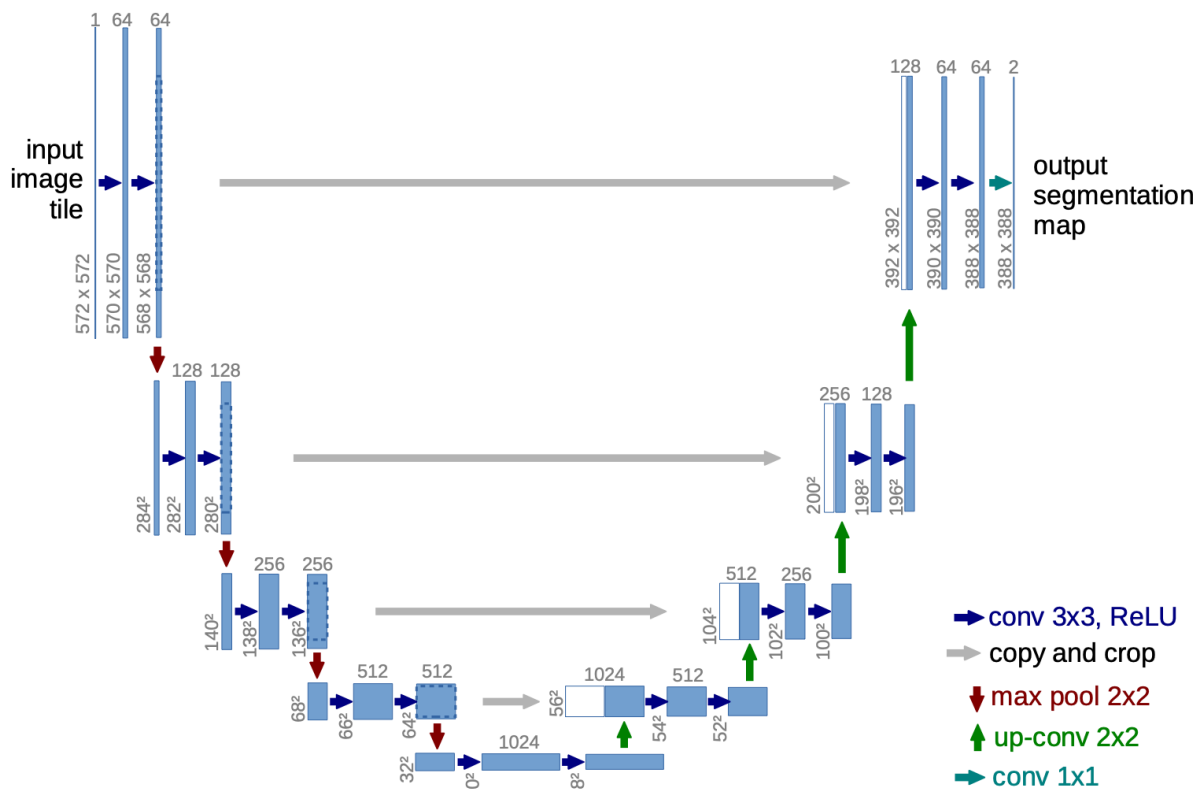 1 64 64
input
image
tile
572 x 572
570 x 570
568 x 568
128 64 64 2
output
segmentation
map
392 x 392
390 x 390
388 x 388
388 x 388
128 128
284²
282²
280²
256 128
200²
198²
196²
256 256
140²
138²
136²
512 256
104²
102²
100²
512 512
68²
66²
64²
1024 512
56²
54²
52²
1024
32²
0²
8²
conv 3x3, ReLU
copy and crop
max pool 2x2
up-conv 2x2
conv 1x1